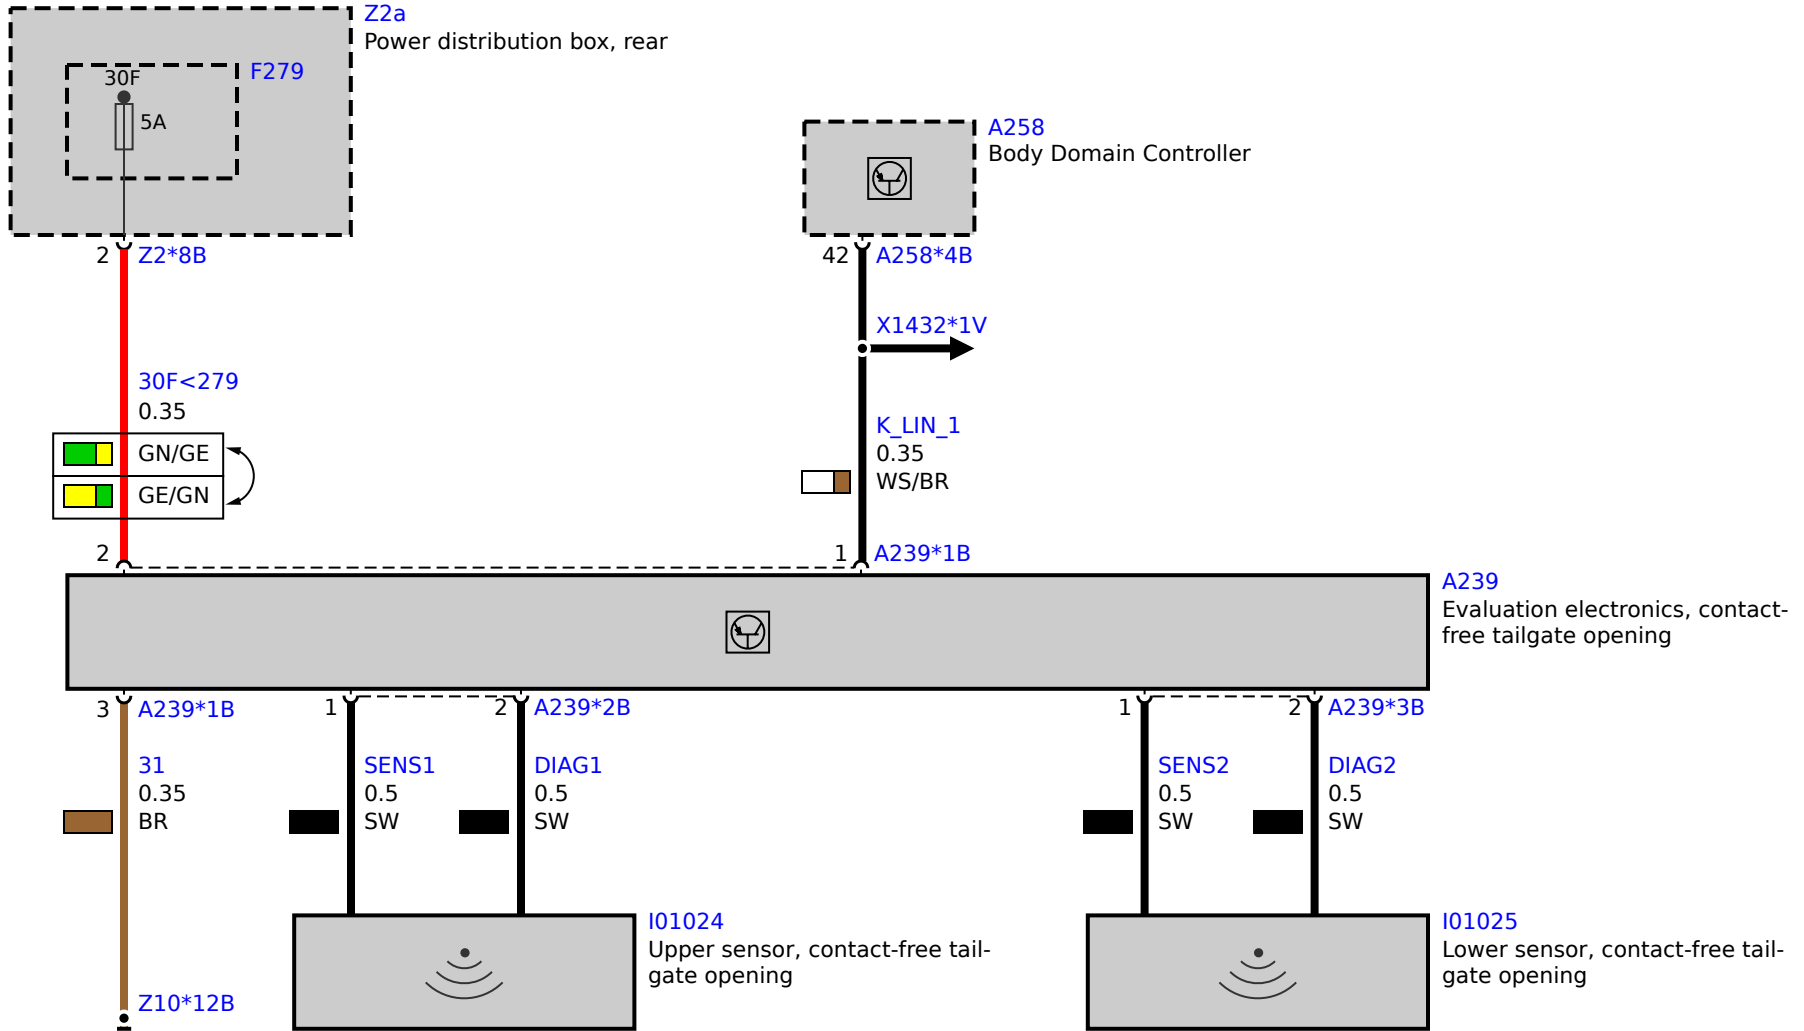 Z2a
Power distribution box, rear
30F
F279
5A
A258
Body Domain Controller
2 Z2*8B
42 A258*4B
X1432*1V
30F<279
0.35
GN/GE
GE/GN
K_LIN_1
0.35
WS/BR
2
1 A239*1B
A239
Evaluation electronics, contact-
free tailgate opening
3 A239*1B
1
2 A239*2B
1
2 A239*3B
31
0.35
BR
SENS1
0.5
SW
DIAG1
0.5
SW
SENS2
0.5
SW
DIAG2
0.5
SW
I01024
Upper sensor, contact-free tail-
gate opening
I01025
Lower sensor, contact-free tail-
gate opening
Z10*12B